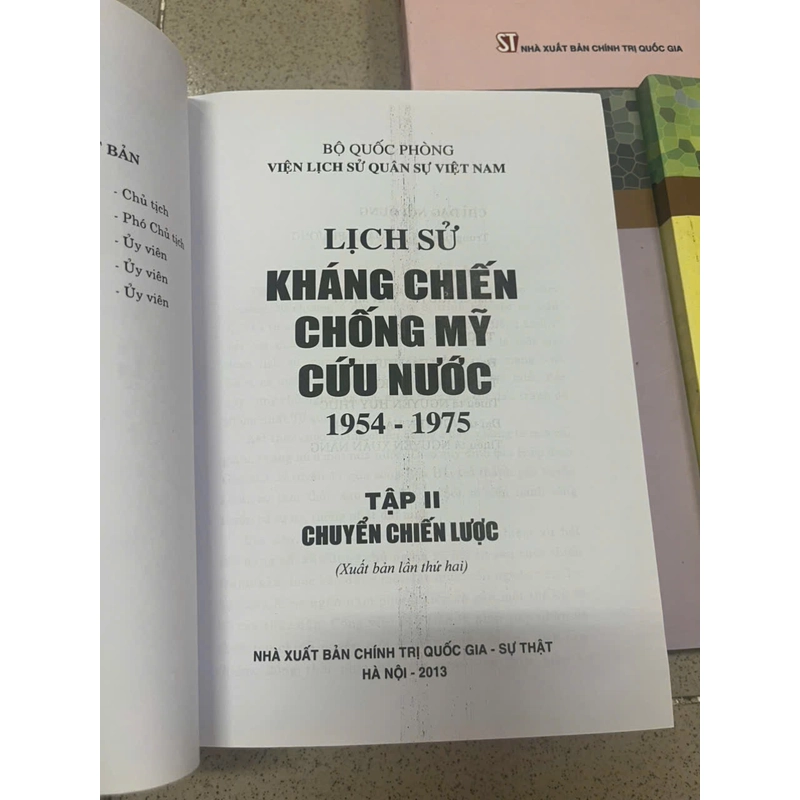 ST NHÀ XUẤT BẢN CHÍNH TRỊ QUỐC GIA
BẢN
- Chủ tịch
- Phó Chủ tịch
- Ủy viên
- Ủy viên
- Ủy viên
BỘ QUỐC PHÒNG
VIỆN LỊCH SỬ QUÂN SỰ VIỆT NAM
LỊCH SỬ
KHÁNG CHIẾN
CHỐNG MỸ
CỨU NƯỚC
1954 - 1975
TẬP II
CHUYỂN CHIẾN LƯỢC
(Xuất bản lần thứ hai)
NHÀ XUẤT BẢN CHÍNH TRỊ QUỐC GIA - SỰ THẬT
HÀ NỘI - 2013